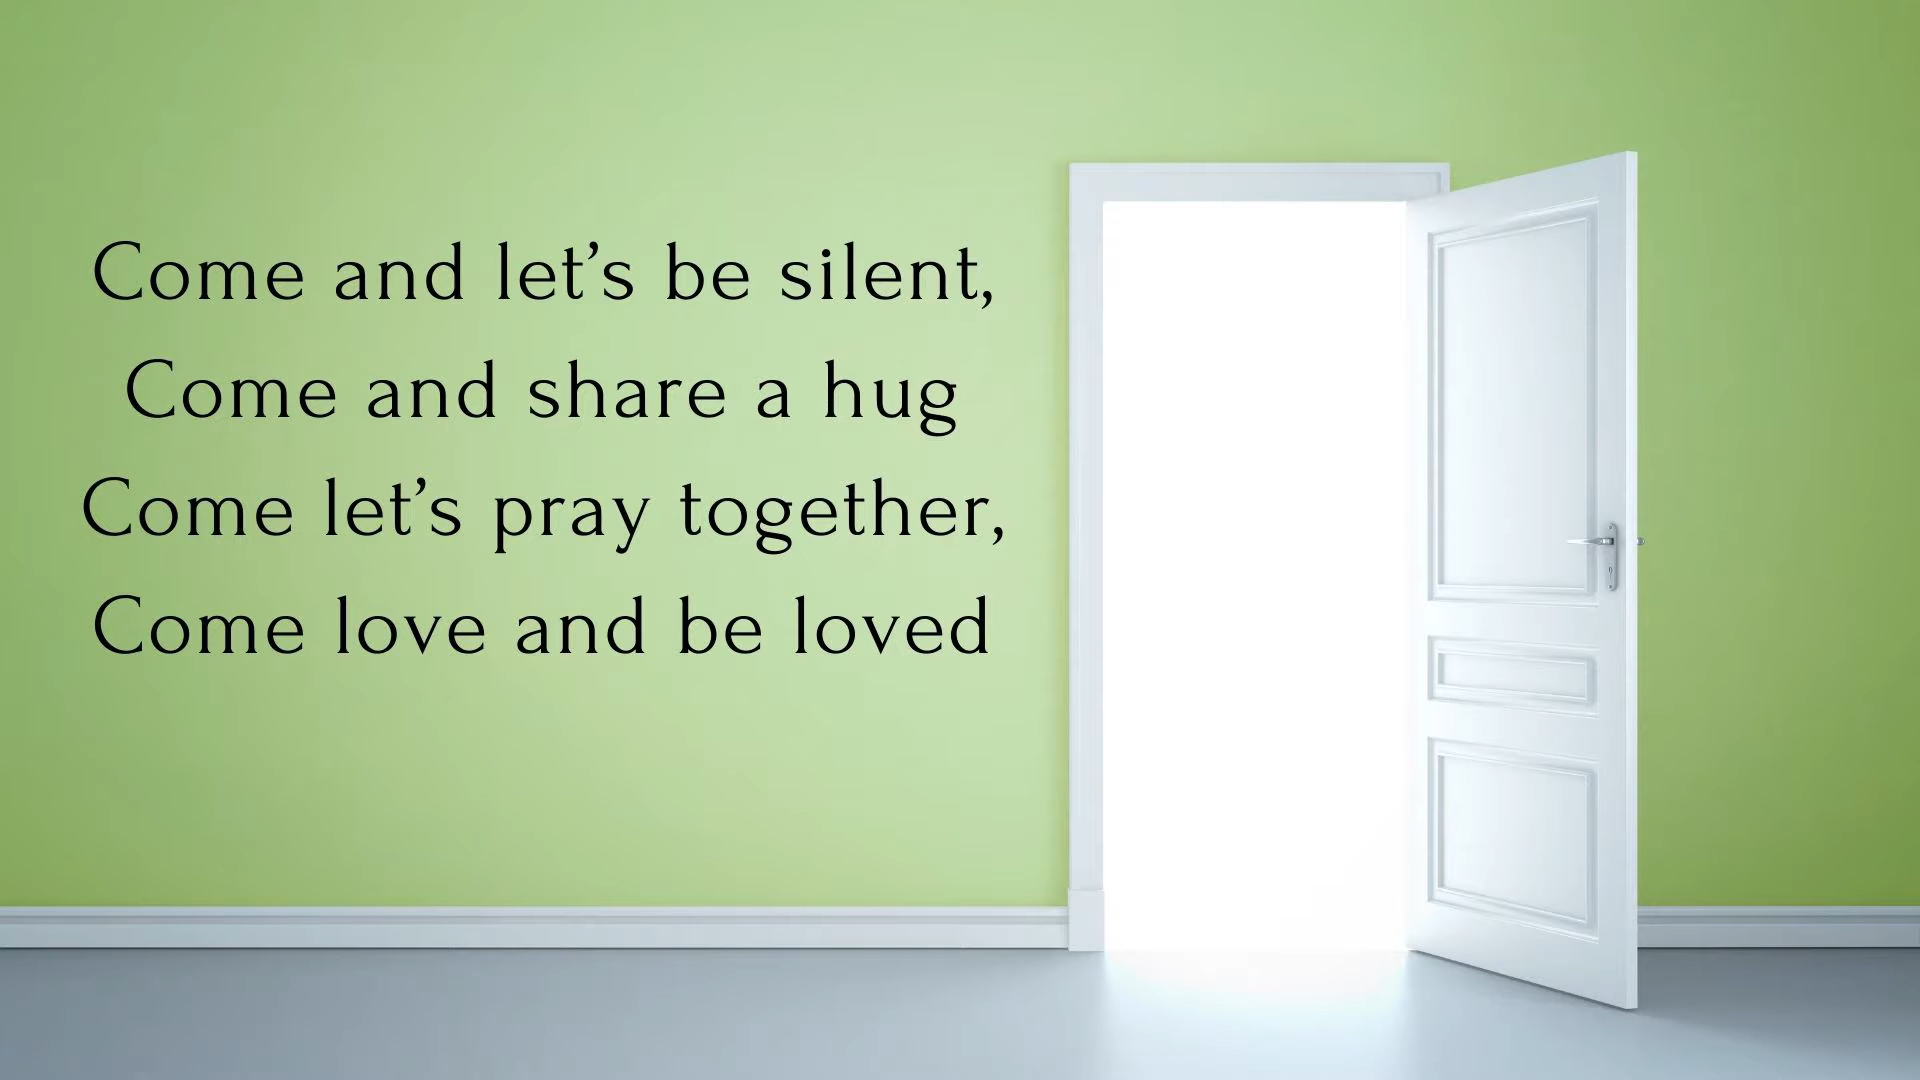 Come and let’s be silent,
Come and share a hug
Come let’s pray together,
Come love and be loved